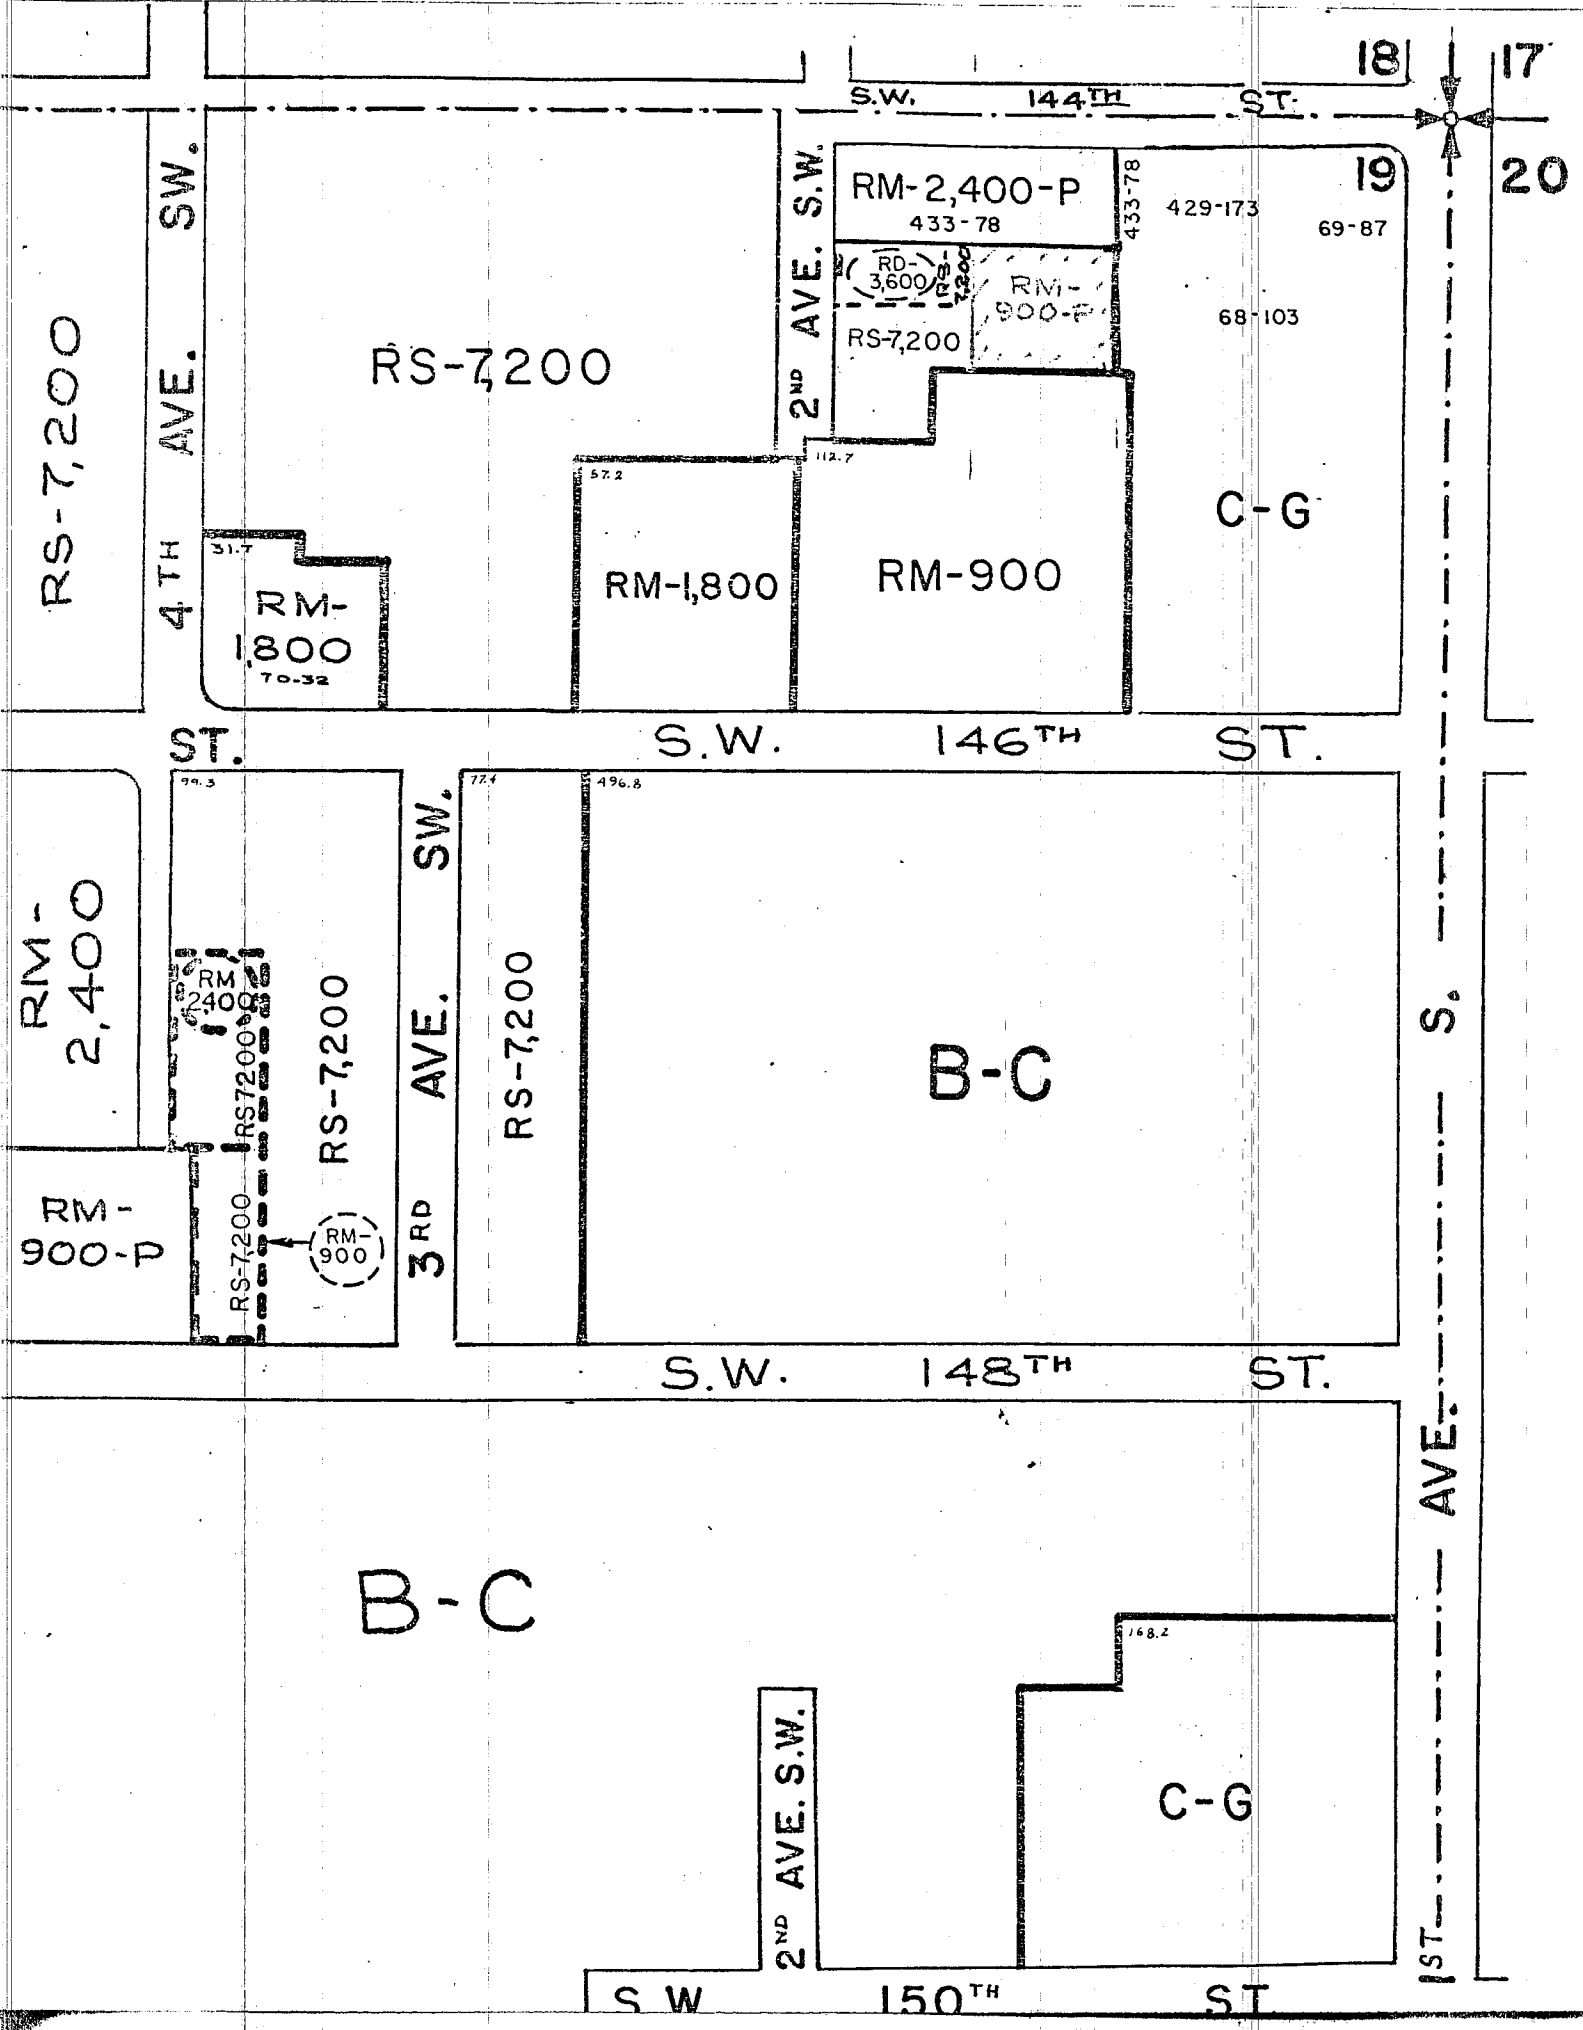 18 17
S.W. 144TH ST.
19 20
4TH AVE. SW.
2ND AVE. S.W.
RM-2,400-P
433-78
433-78
429-173
69-87
RD-
3,600
RS-
7,200
RM-
900-P
68-103
RS-7,200
RS-7,200
RS-7,200
112.7
57.2
C-G
31.7
RM-
1,800
70-32
RM-1,800
RM-900
ST. S.W. 146TH ST.
99.3
77.4
496.8
3RD AVE. SW.
RM-
2,400
RM
2400
RS7200
RS-7,200
RS-7,200
B-C
1ST AVE. S.
RM-
900-P
RS-7,200
RM-
900
S.W. 148TH ST.
B-C
168.2
2ND AVE. S.W.
C-G
S W 150TH ST